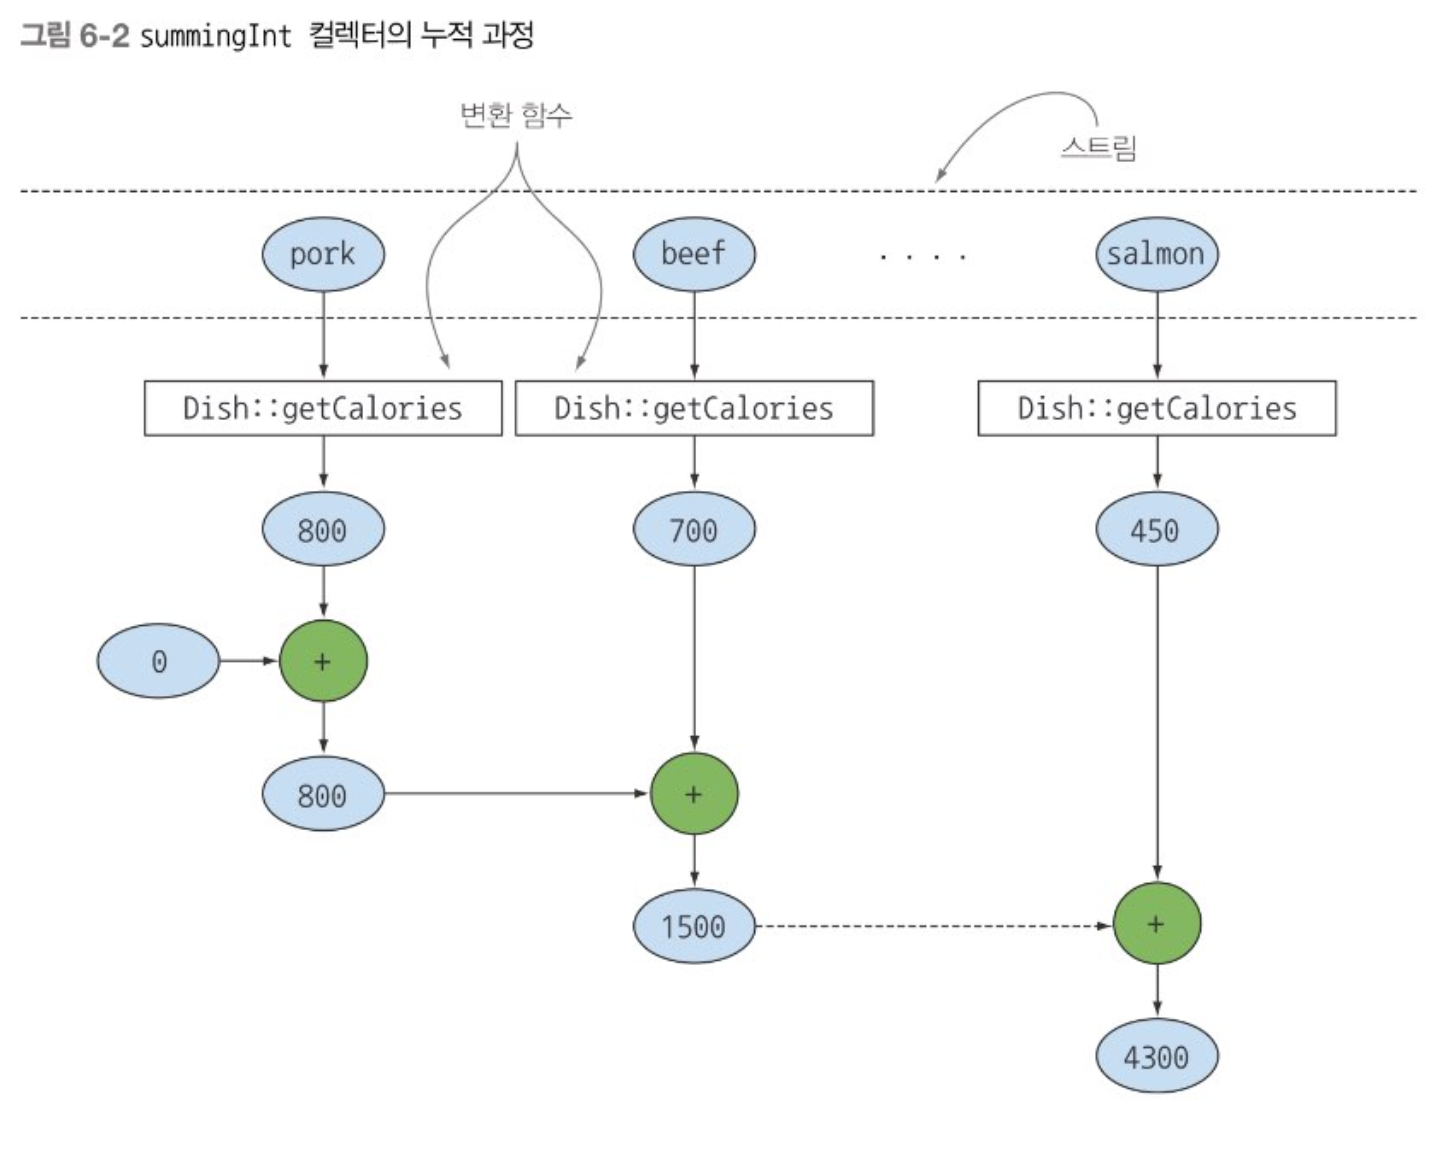 그림 6-2 summingInt 컬렉터의 누적 과정
변환 함수
스트림
pork
beef
. . . .
salmon
Dish::getCalories
Dish::getCalories
Dish::getCalories
800
700
450
0
+
800
+
1500
+
4300